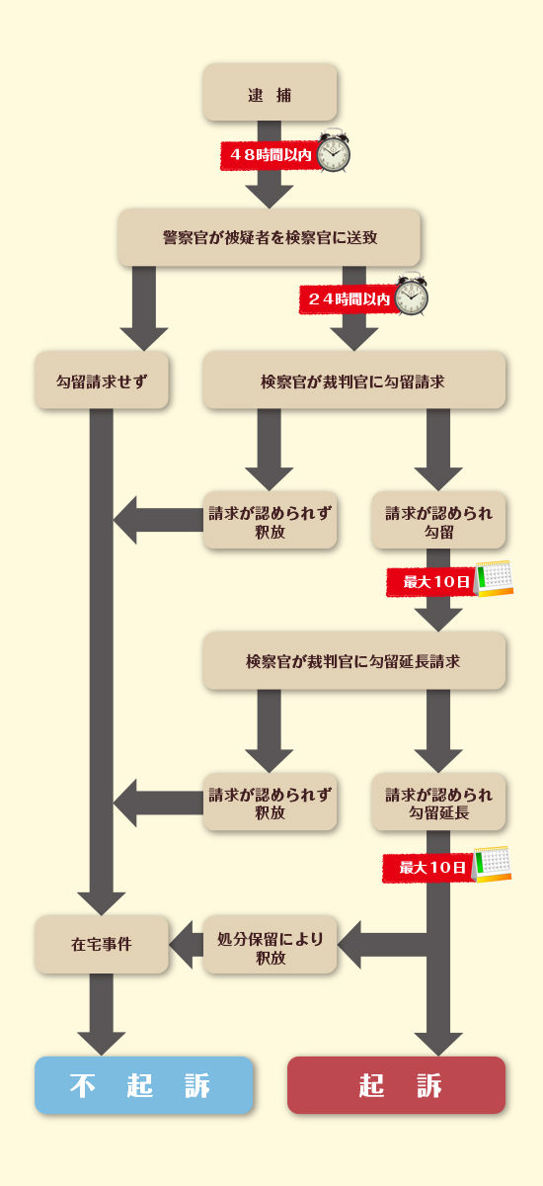 逮 捕
48時間以内
警察官が被疑者を検察官に送致
24時間以内
勾留請求せず
検察官が裁判官に勾留請求
請求が認められず
釈放
請求が認められ
勾留
最大10日
検察官が裁判官に勾留延長請求
請求が認められず
釈放
請求が認められ
勾留延長
最大10日
在宅事件
処分保留により
釈放
不 起 訴
起 訴